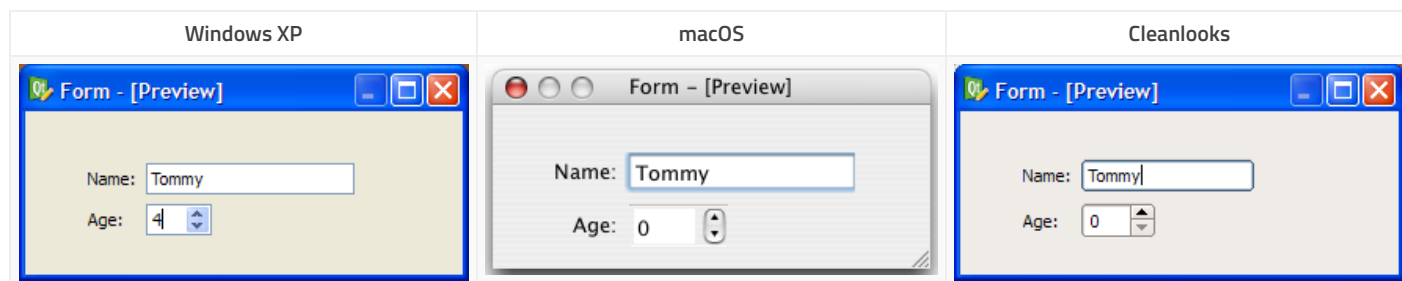 Windows XP
macOS
Cleanlooks
Form - [Preview]
Name: Tommy
Age: 4
Form – [Preview]
Name: Tommy
Age: 0
Form - [Preview]
Name: Tommy
Age: 0